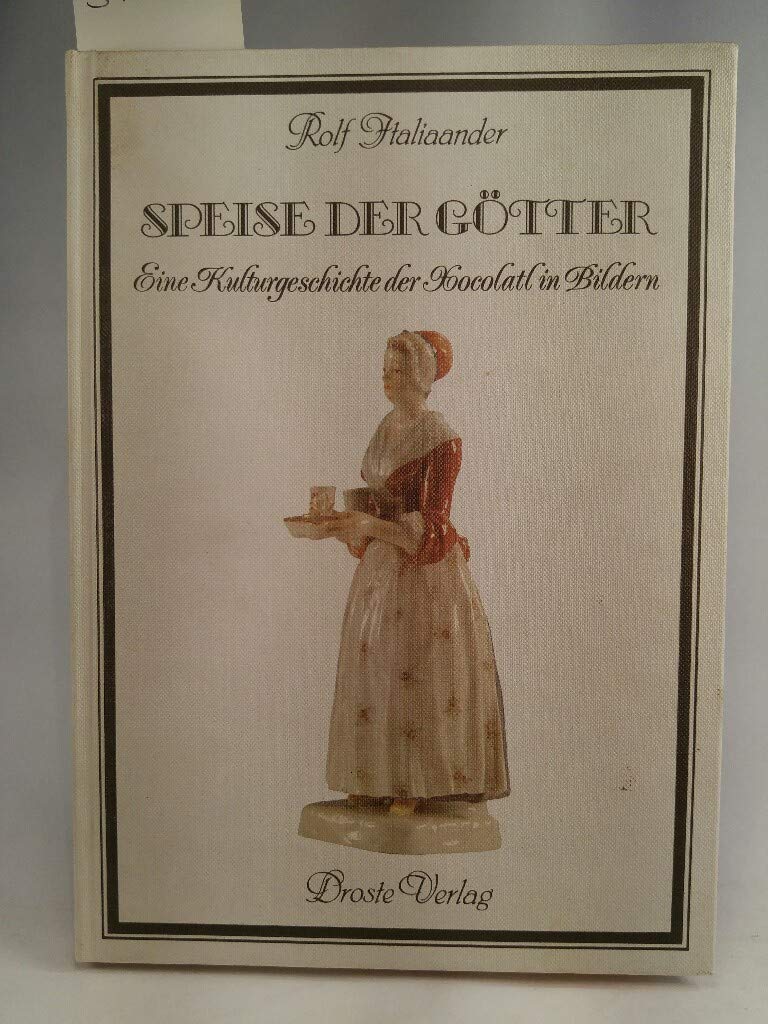 Rolf Italiaander
SPEISE DER GÖTTER
Eine Kulturgeschichte der Xocolatl in Bildern
Droste Verlag